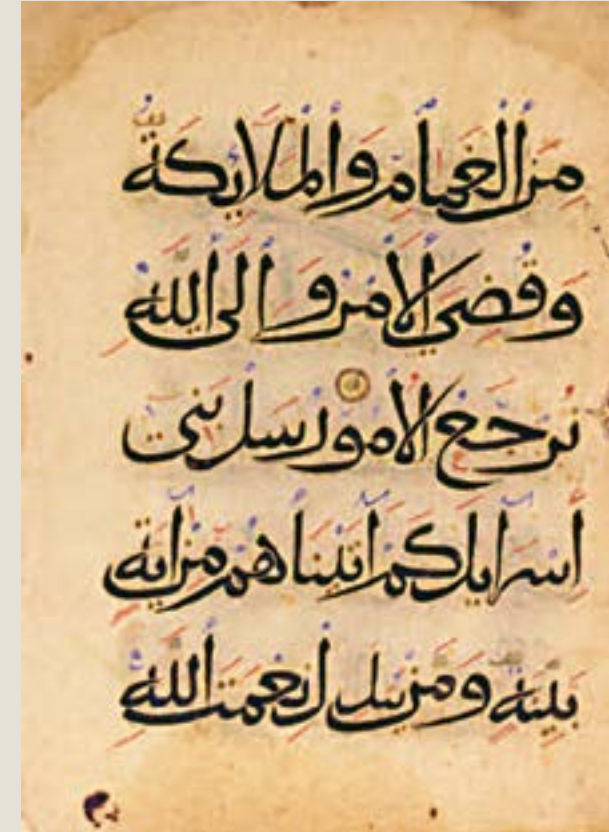 من الغمام والملايكة
وقضي الامر والى الله
ترجع الامور سل بنى
اسرايل كم اتيناهم من اية
بينة ومن يبدل نعمت الله